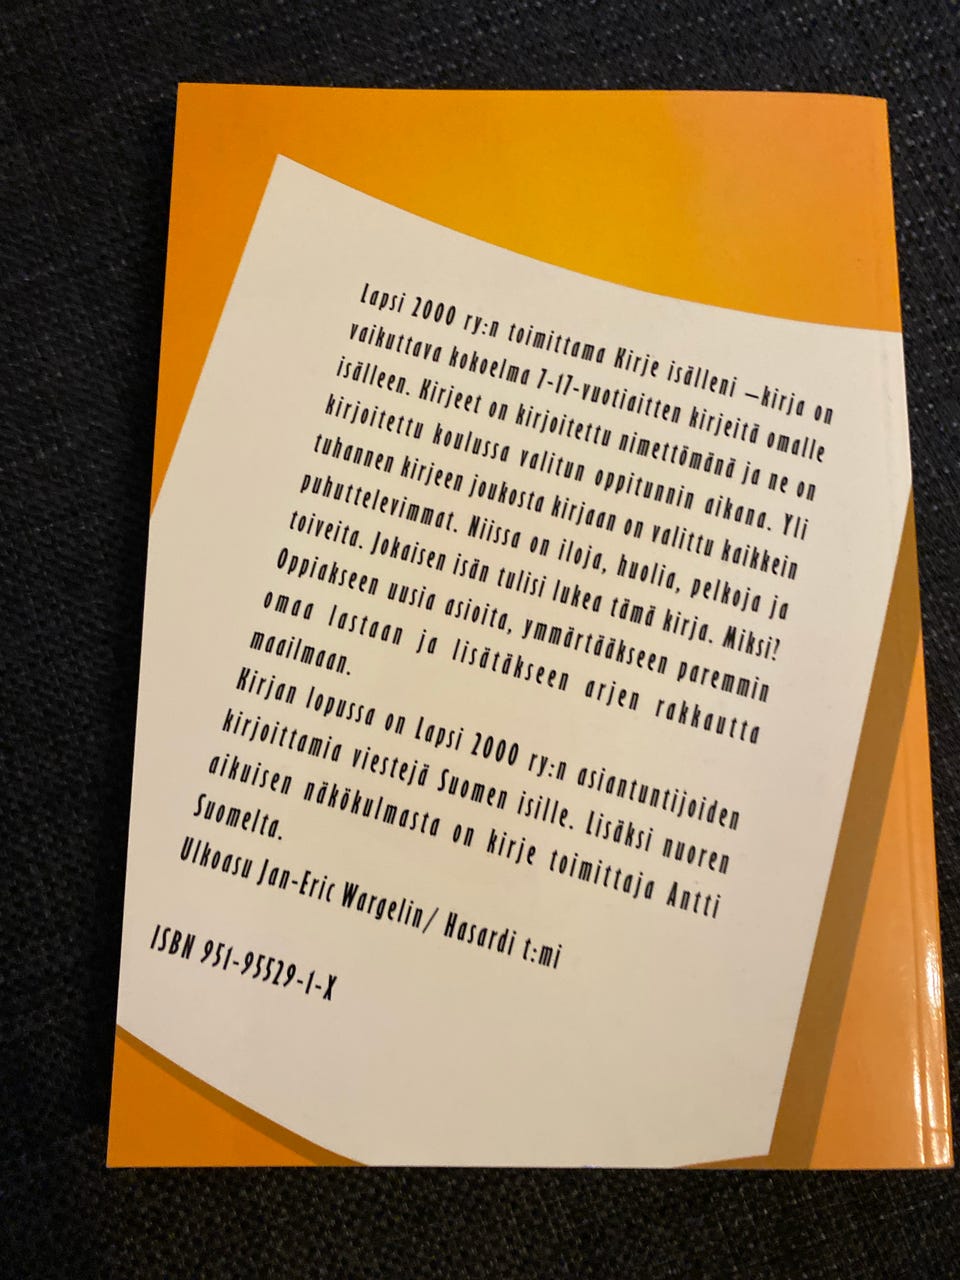 Lapsi 2000 ry:n toimittama Kirje isälleni –kirja on
vaikuttava kokoelma 7-17-vuotiaitten kirjeitä omalle
isälleen. Kirjeet on kirjoitettu nimettömänä ja ne on
kirjoitettu koulussa valitun oppitunnin aikana. Yli
tuhannen kirjeen joukosta kirjaan on valittu kaikkein
puhuttelevimmat. Niissa on iloja, huolia, pelkoja ja
toiveita. Jokaisen isän tulisi lukea tämä kirja. Miksi?
Oppiakseen uusia asioita, ymmärtääkseen paremmin
omaa lastaan ja lisätäkseen arjen rakkautta
maailmaan.
Kirjan lopussa on Lapsi 2000 ry:n asiantuntijoiden
kirjoittamia viestejä Suomen isille. Lisäksi nuoren
aikuisen näkökulmasta on kirje toimittaja Antti
Suomelta.
Ulkoasu Jan-Eric Wargelin/ Hasardi t:mi
ISBN 951-95529-1-X